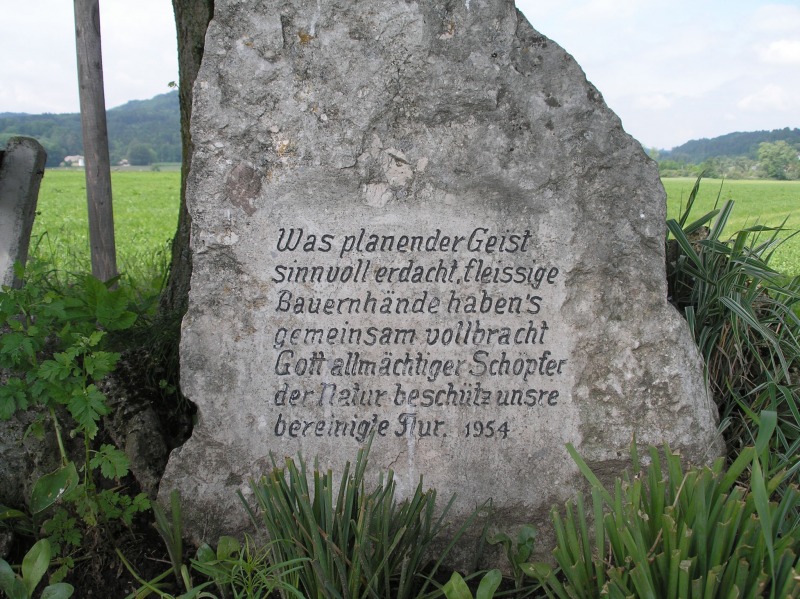 Was planender Geist
sinnvoll erdacht, fleissige
Bauernhände haben's
gemeinsam vollbracht
Gott allmächtiger Schöpfer
der Natur beschütz unsre
bereinigte Flur. 1954